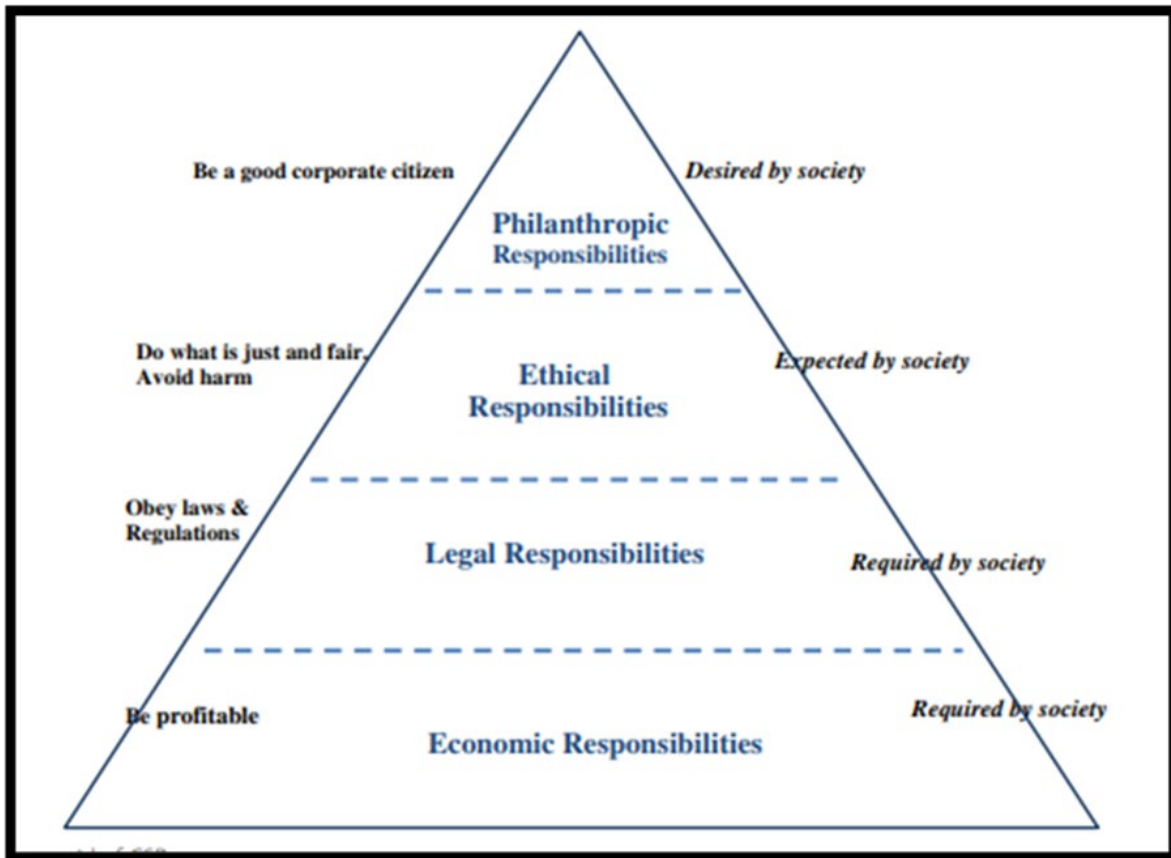 Be a good corporate citizen
Desired by society
Philanthropic
Responsibilities
Do what is just and fair,
Avoid harm
Expected by society
Ethical
Responsibilities
Obey laws &
Regulations
Legal Responsibilities
Required by society
Be profitable
Required by society
Economic Responsibilities